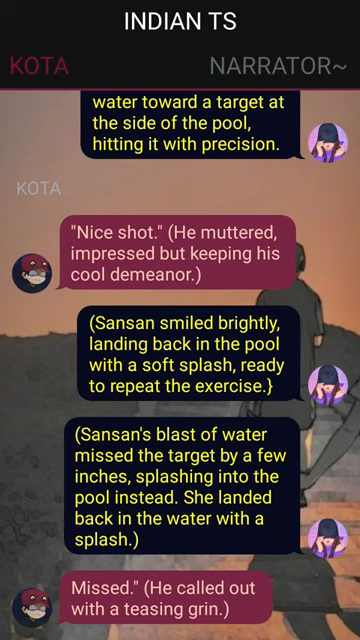 INDIAN TS
KOTA
NARRATOR~
water toward a target at
the side of the pool,
hitting it with precision.
KOTA
"Nice shot." (He muttered,
impressed but keeping his
cool demeanor.)
(Sansan smiled brightly,
landing back in the pool
with a soft splash, ready
to repeat the exercise.}
(Sansan's blast of water
missed the target by a few
inches, splashing into the
pool instead. She landed
back in the water with a
splash.)
Missed." (He called out
with a teasing grin.)